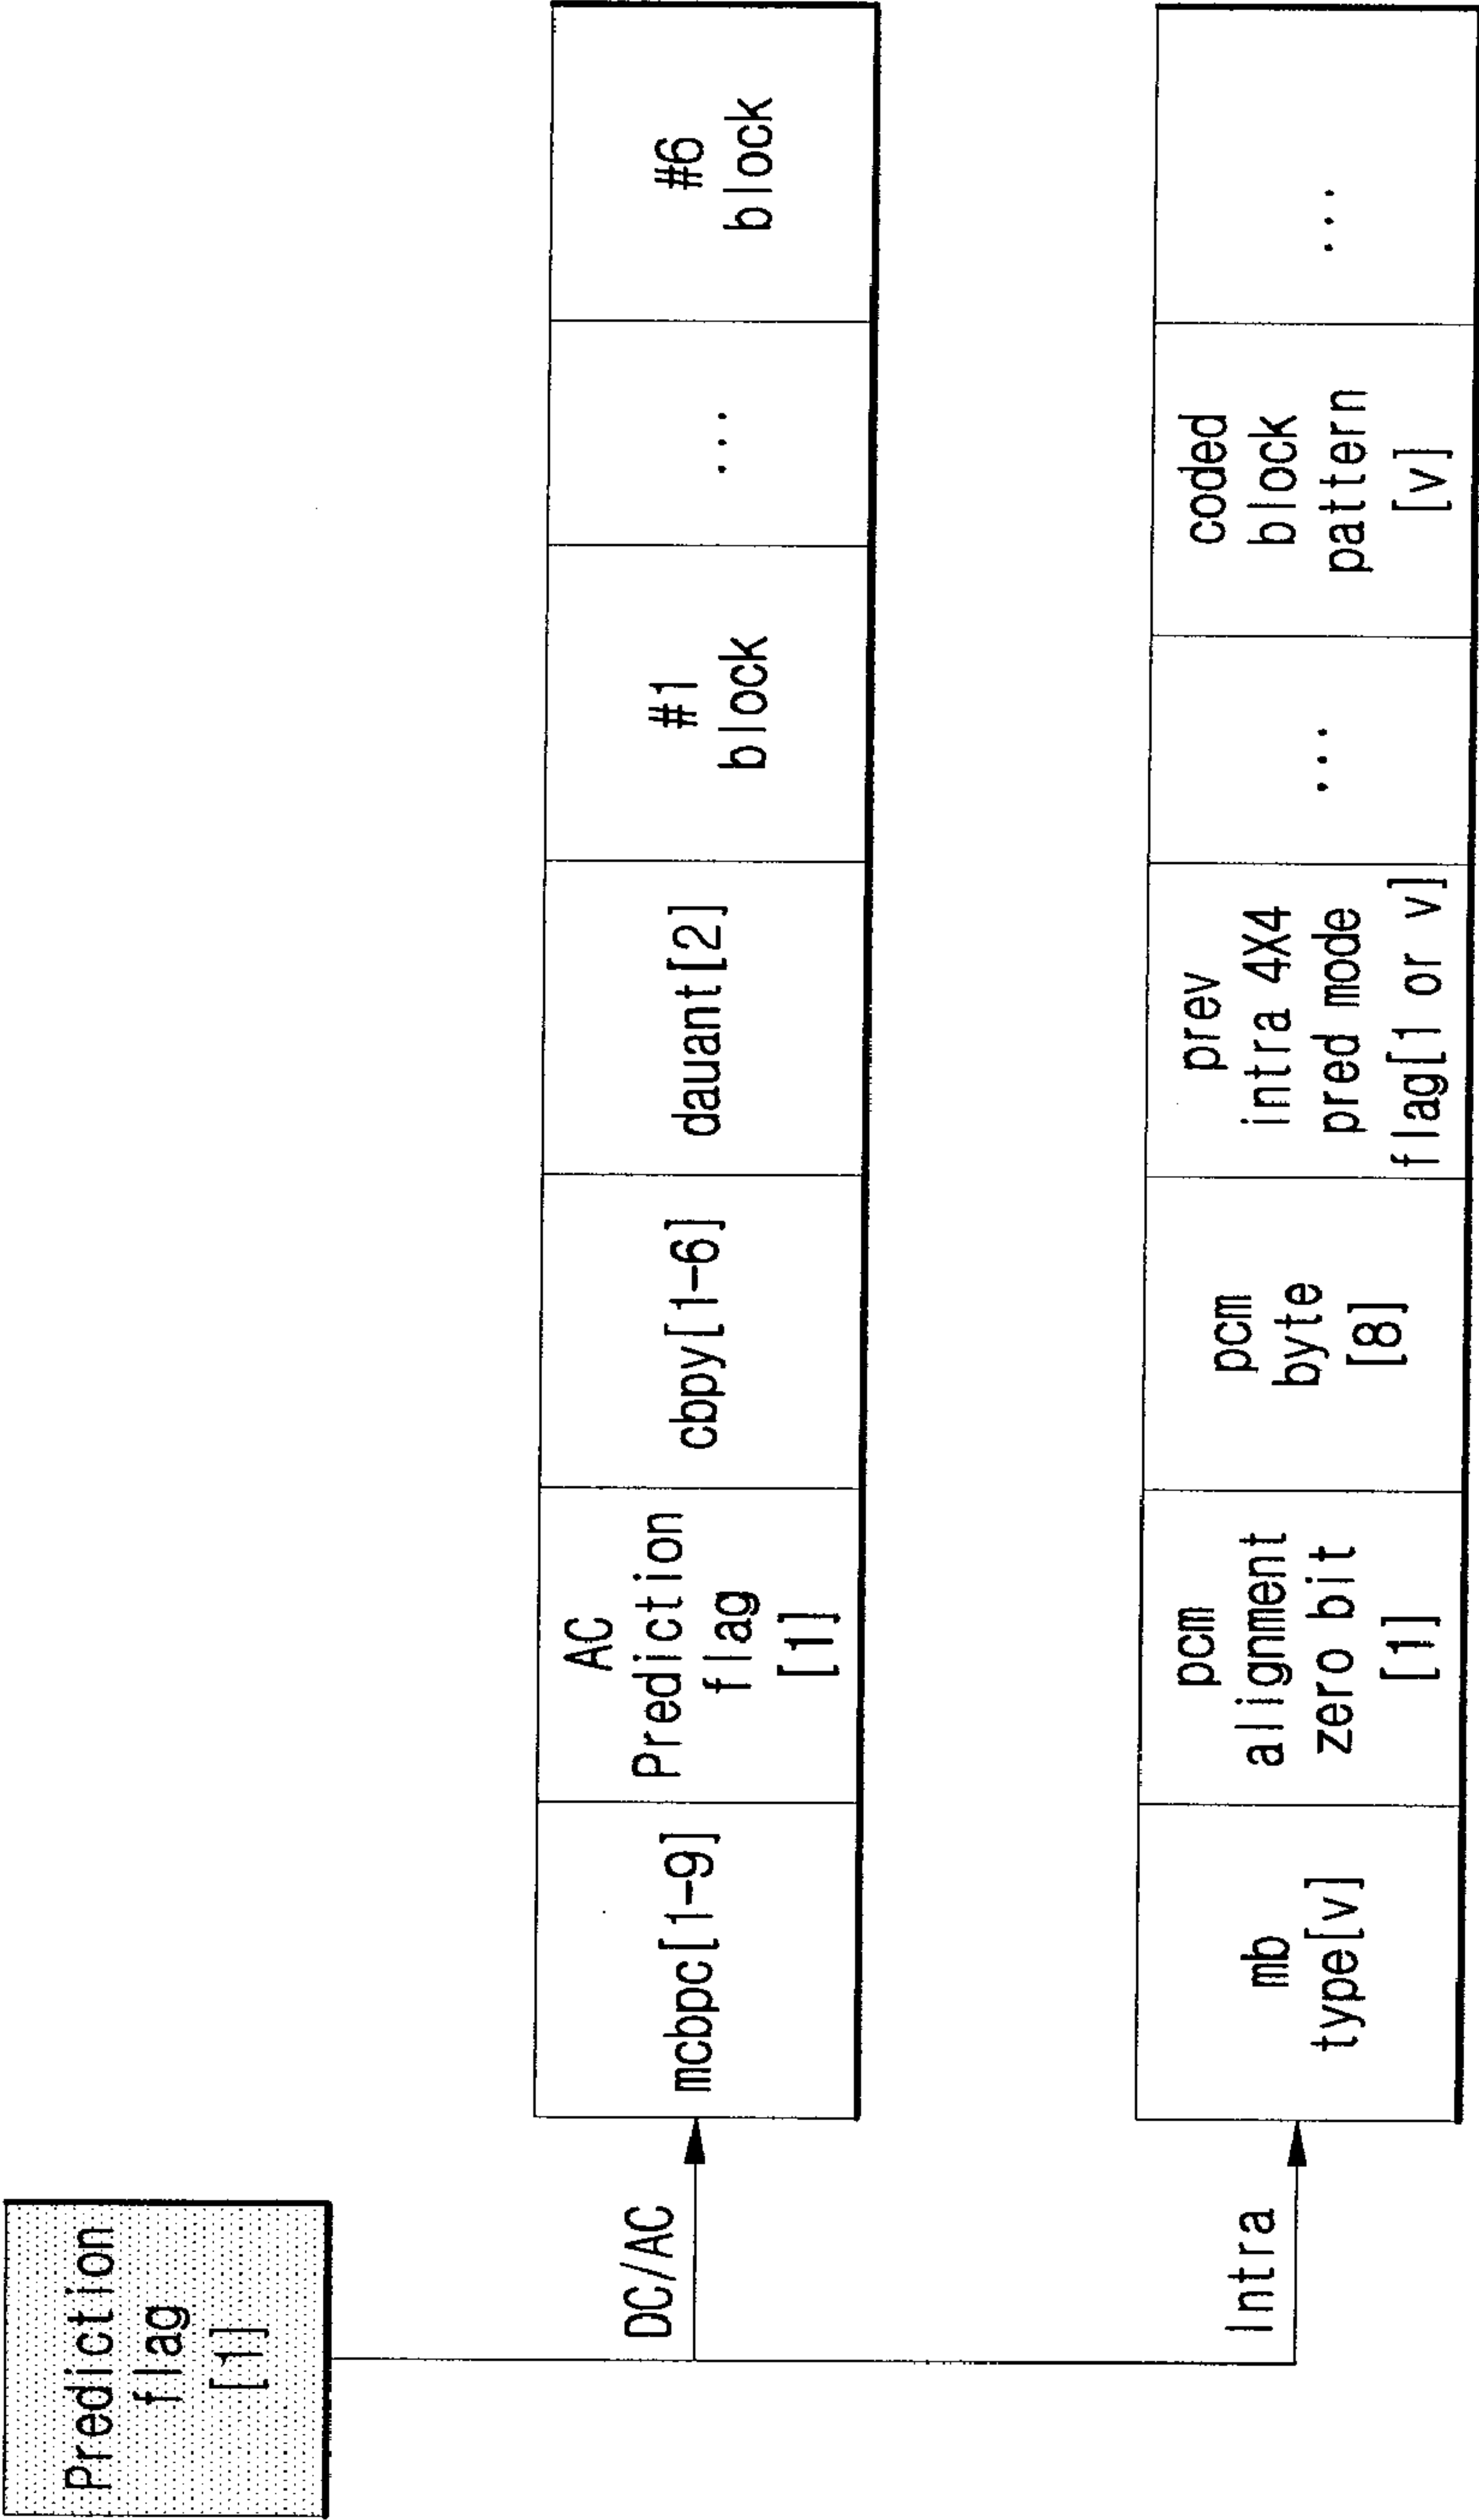 Prediction
flag
[1]
DC/AC
mcbpc[1-9]
AC
Prediction
flag
[1]
cbpy[1-6]
dauant[2]
#1
block
...
#6
block
Intra
mb
type[v]
pcm
alignment
zero bit
[1]
pcm
byte
[8]
prev
intra 4X4
pred mode
flag[1 or v]
...
coded
block
pattern
[v]
...